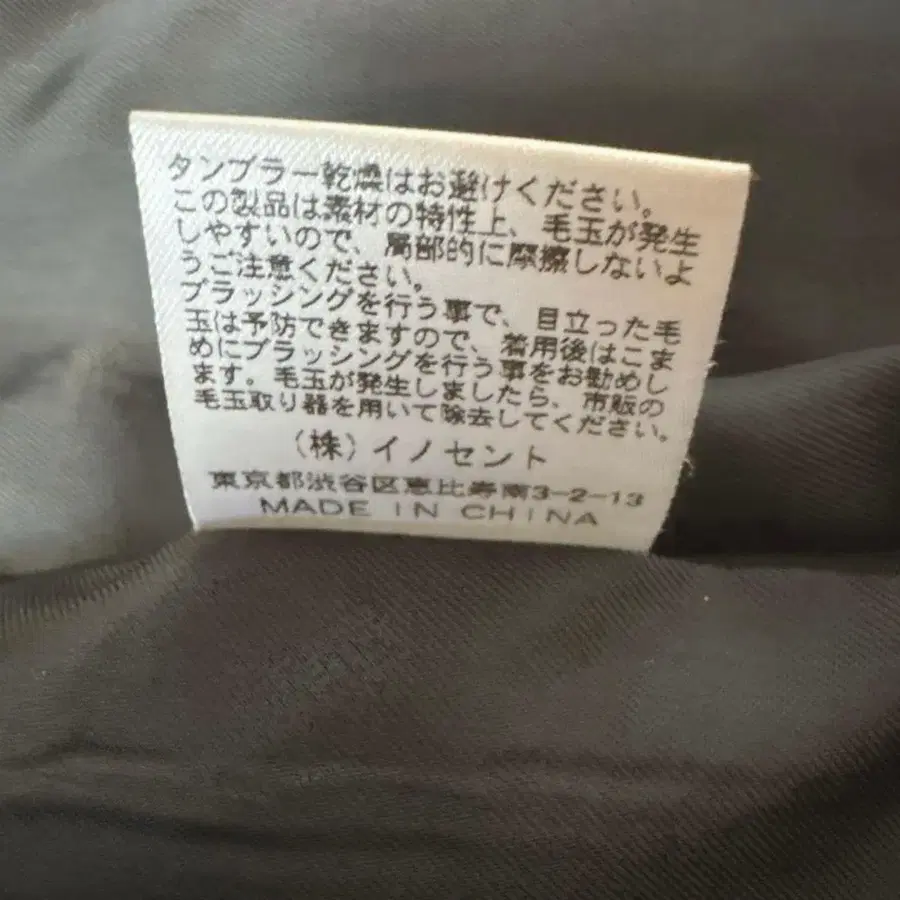 タンブラー乾燥はお避けください。
この製品は素材の特性上、毛玉が発生
しやすいので、局部的に摩擦しないよ
うご注意ください。
ブラッシングを行う事で、目立った毛
玉は予防できますので、着用後はこま
めにブラッシングを行う事をお勧めし
ます。毛玉が発生しましたら、市販の
毛玉取り器を用いて除去してください。
(株)イノセント
東京都渋谷区恵比寿南3-2-13
MADE IN CHINA